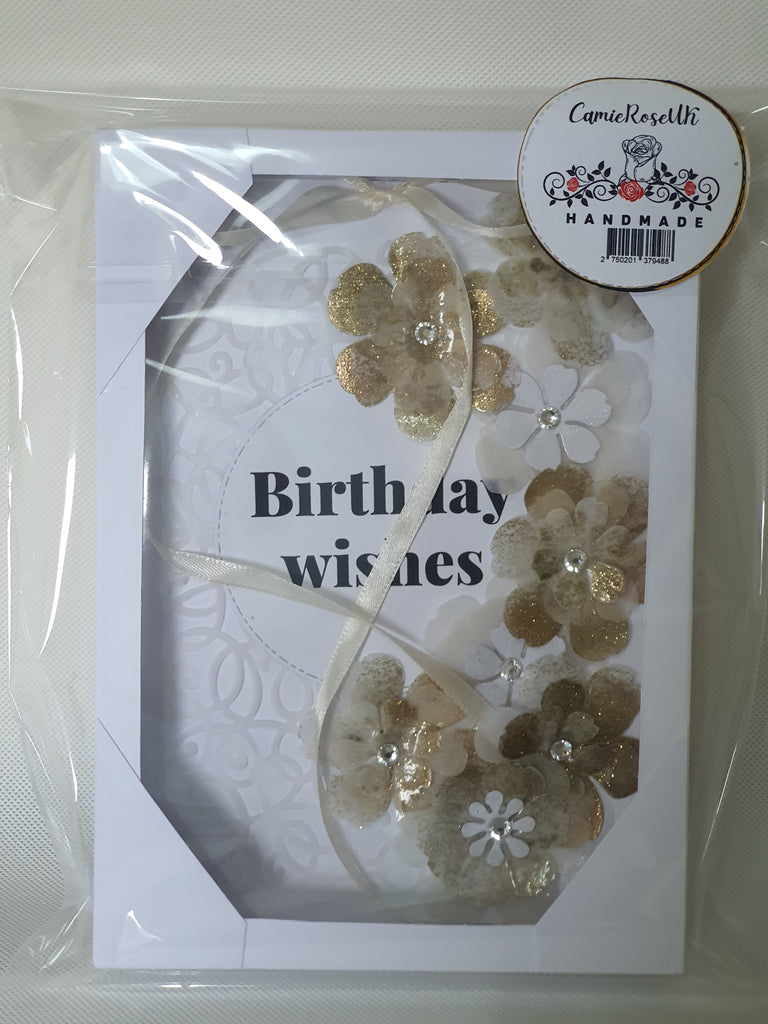 CamieRoseUK
HANDMADE
2 750201 379488
Birthday
wishes